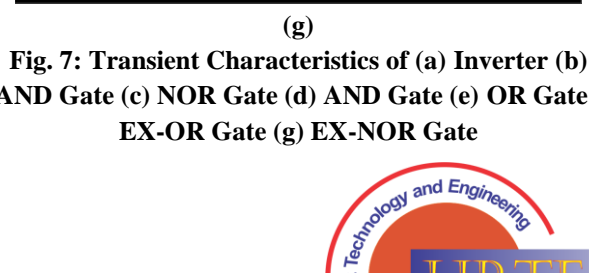 (g)
Fig. 7: Transient Characteristics of (a) Inverter (b)
AND Gate (c) NOR Gate (d) AND Gate (e) OR Gate
EX-OR Gate (g) EX-NOR Gate
Technology and Engineering